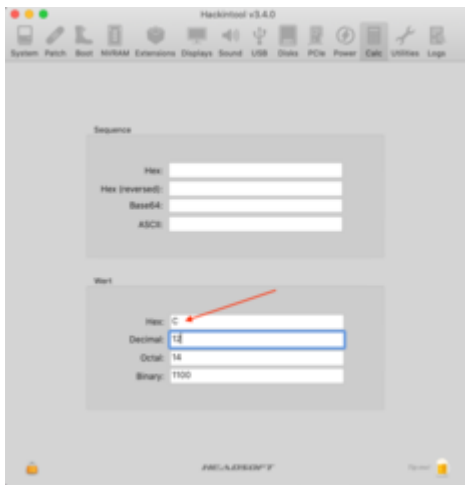 Hackintool v3.4.0
System Patch Boot NVRAM Extensions Displays Sound USB Disks PCIe Power Calc Utilities Logs
Sequence
Hex:
Hex (reversed):
Base64:
ASCII:
Wert
Hex: C
Decimal: 12
Octal: 14
Binary: 1100
HEADSOFT